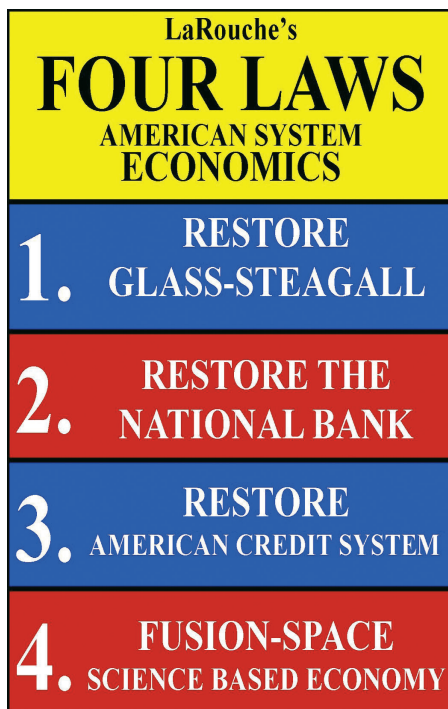 LaRouche's
FOUR LAWS
AMERICAN SYSTEM
ECONOMICS
1. RESTORE
GLASS-STEAGALL
2. RESTORE THE
NATIONAL BANK
3. RESTORE
AMERICAN CREDIT SYSTEM
4. FUSION-SPACE
SCIENCE BASED ECONOMY